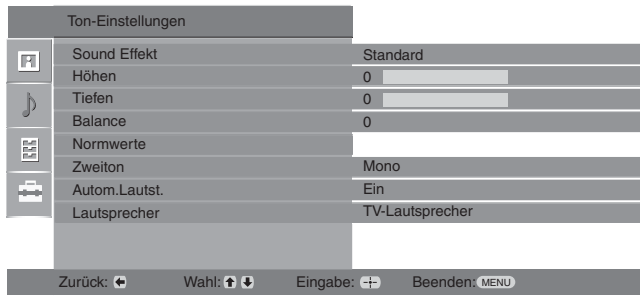 Ton-Einstellungen
Sound Effekt Standard
Höhen 0
Tiefen 0
Balance 0
Normwerte
Zweiton Mono
Autom.Lautst. Ein
Lautsprecher TV-Lautsprecher
Zurück: Wahl: Eingabe: Beenden: MENU